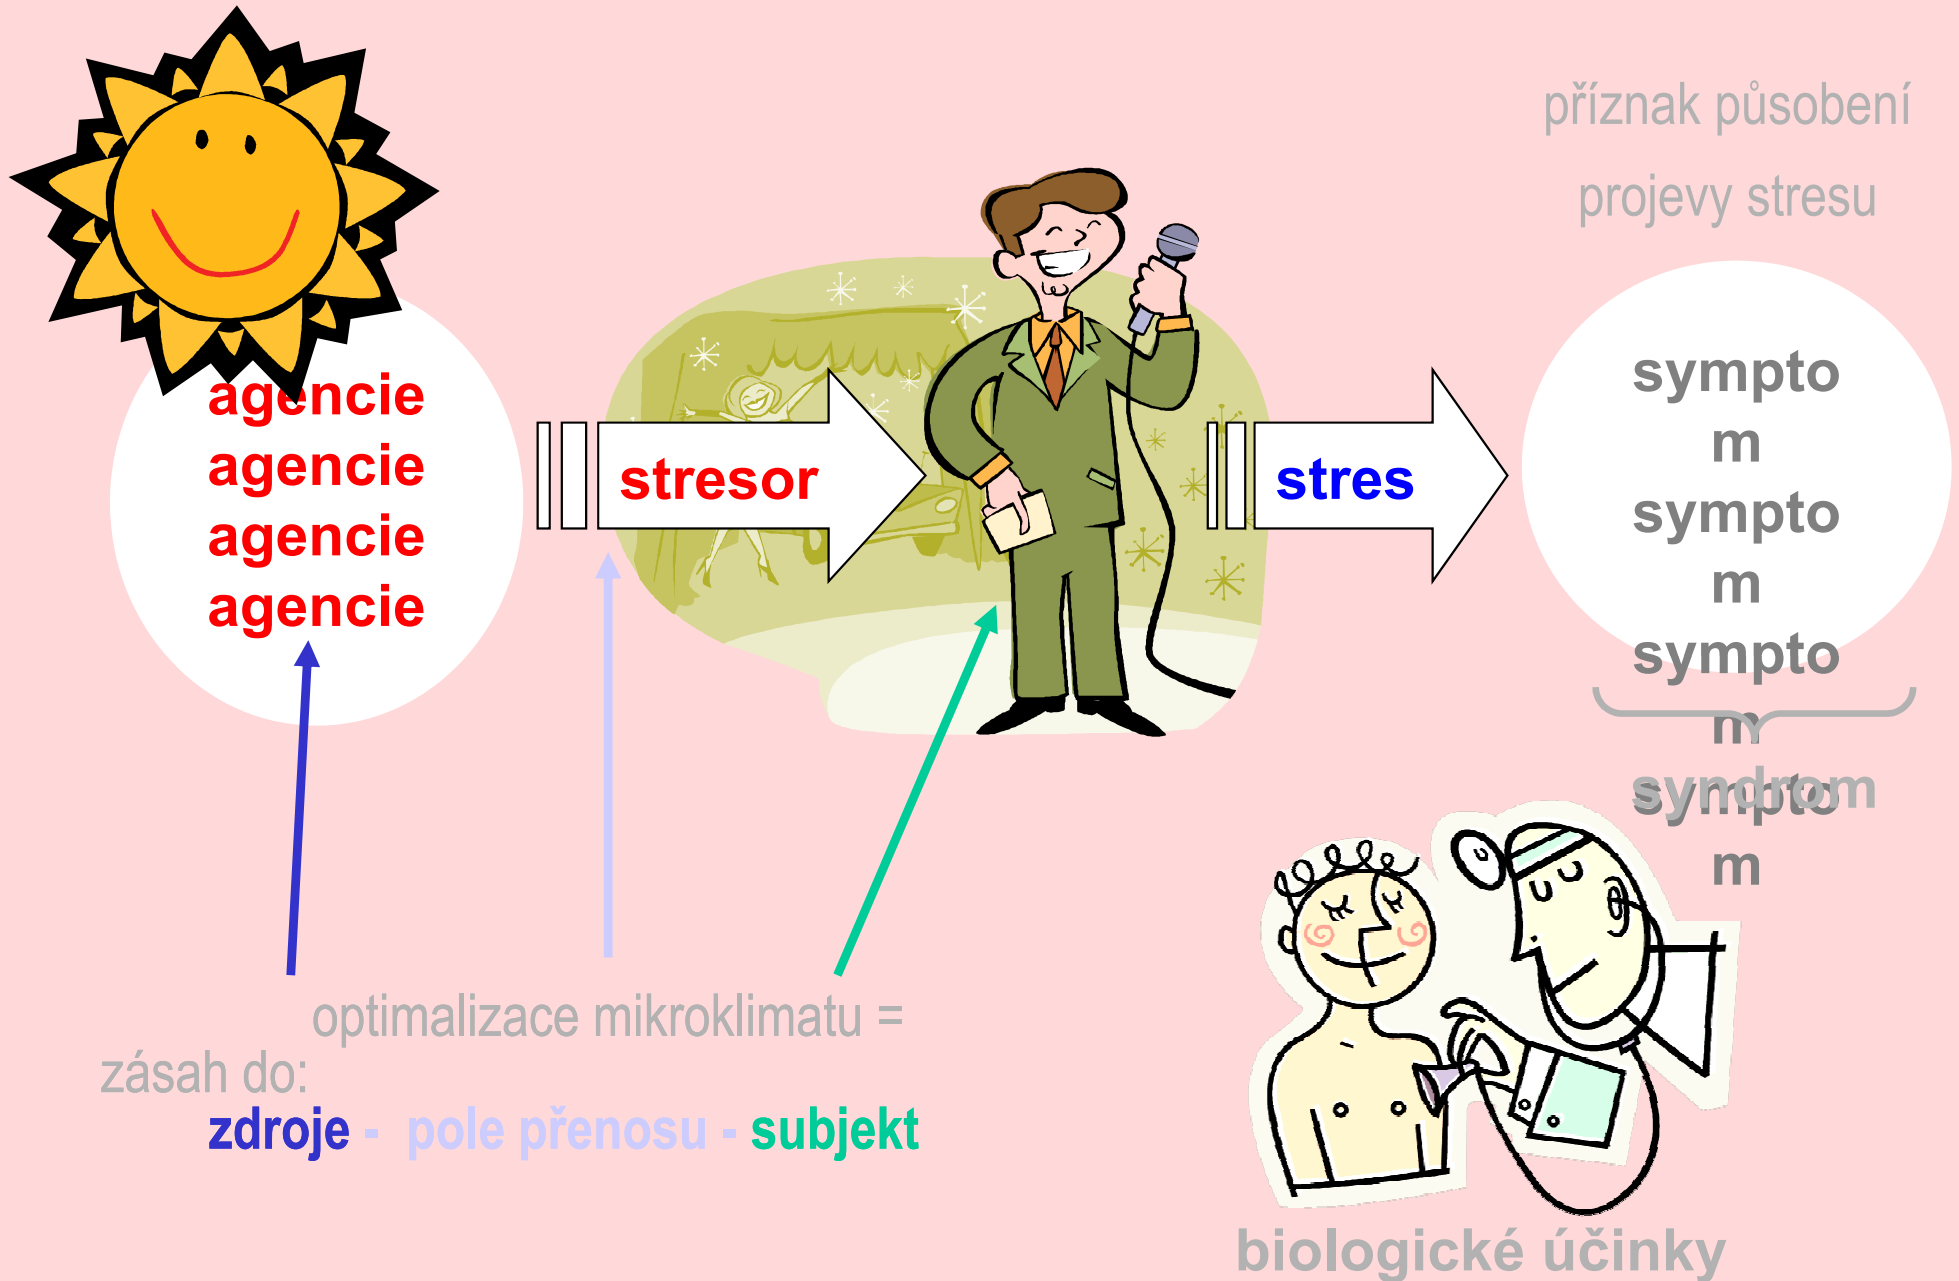 příznak působení
projevy stresu
agencie
agencie
agencie
agencie
stresor
stres
sympto
m
sympto
m
sympto
m
sympto
m
syndrom
optimalizace mikroklimatu =
zásah do:
zdroje - pole přenosu - subjekt
biologické účinky